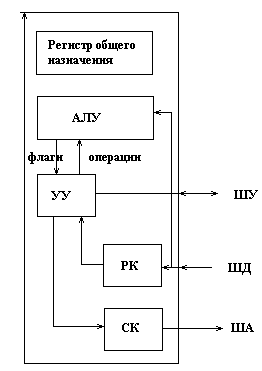 Регистр общего
назначения
АЛУ
флаги
операции
УУ
ШУ
РК
ШД
СК
ША